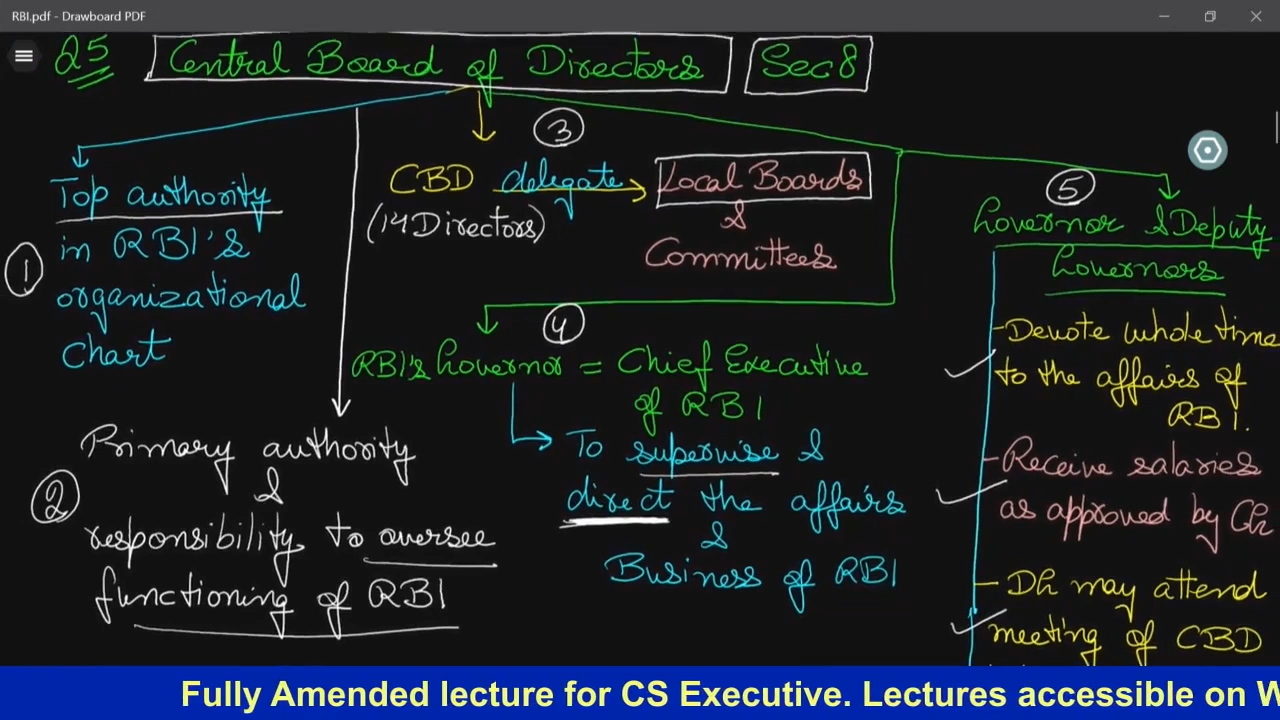 RBI.pdf - Drawboard PDF
25 Central Board of Directors Sec 8
①
Top authority
in RBI's
organizational
chart
②
Primary authority
&
responsibility to oversee
functioning of RBI
③
CBD delegate Local Boards
(14 Directors) &
Committees
④
RBI's Governor = Chief Executive
of RBI
To supervise &
direct the affairs
&
Business of RBI
⑤
Governor & Deputy
Governors
- Devote whole time
to the affairs of
RBI.
- Receive salaries
as approved by CG
- DG may attend
meeting of CBD
Fully Amended lecture for CS Executive. Lectures accessible on W